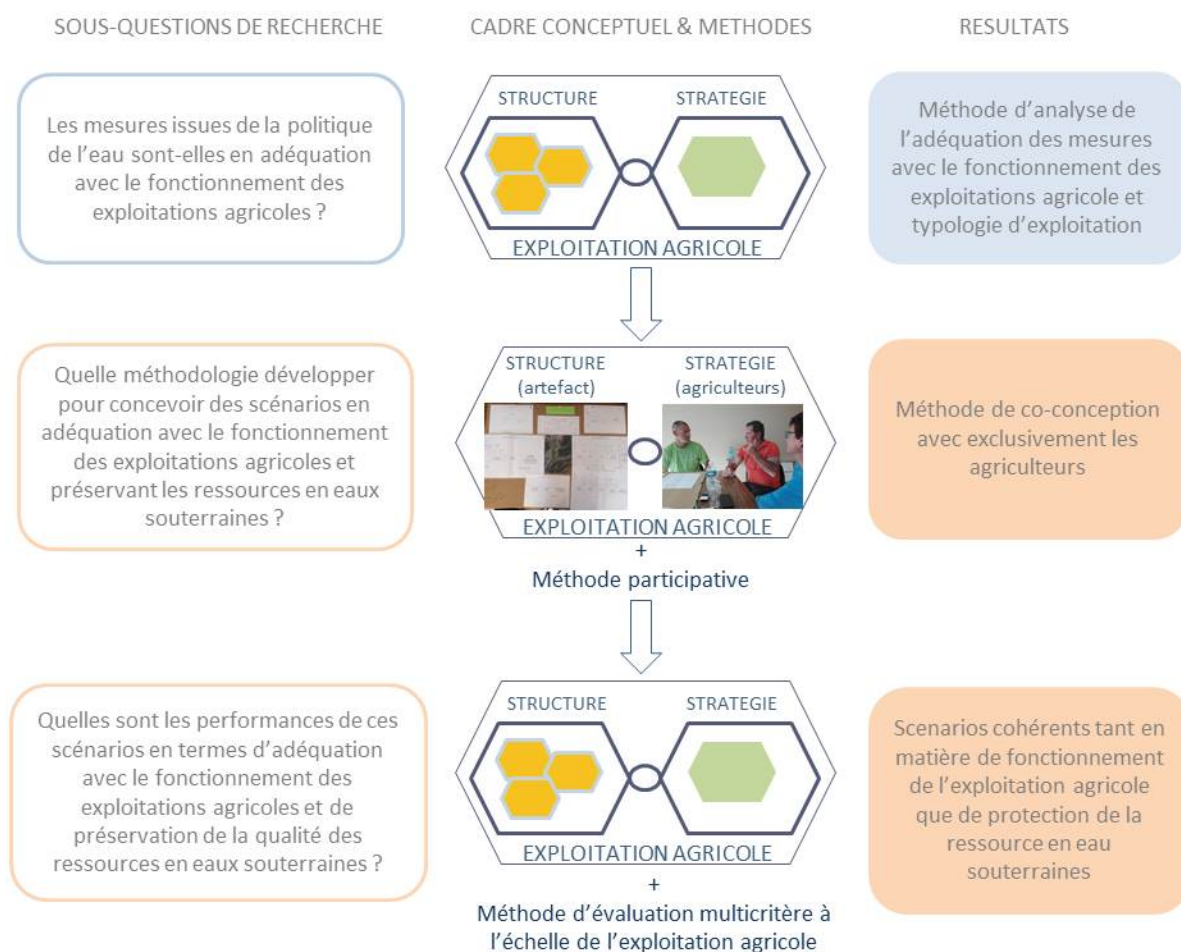 SOUS-QUESTIONS DE RECHERCHE
CADRE CONCEPTUEL & METHODES
RESULTATS
Les mesures issues de la politique
de l'eau sont-elles en adéquation
avec le fonctionnement des
exploitations agricoles ?
STRUCTURE
STRATEGIE
EXPLOITATION AGRICOLE
Méthode d'analyse de
l'adéquation des mesures
avec le fonctionnement des
exploitations agricole et
typologie d'exploitation
Quelle méthodologie développer
pour concevoir des scénarios en
adéquation avec le fonctionnement
des exploitations agricoles et
préservant les ressources en eaux
souterraines ?
STRUCTURE
(artefact)
STRATEGIE
(agriculteurs)
EXPLOITATION AGRICOLE
+
Méthode participative
Méthode de co-conception
avec exclusivement les
agriculteurs
Quelles sont les performances de ces
scénarios en termes d'adéquation
avec le fonctionnement des
exploitations agricoles et de
préservation de la qualité des
ressources en eaux souterraines ?
STRUCTURE
STRATEGIE
EXPLOITATION AGRICOLE
+
Méthode d'évaluation multicritère à
l'échelle de l'exploitation agricole
Scenarios cohérents tant en
matière de fonctionnement
de l'exploitation agricole
que de protection de la
ressource en eau
souterraines